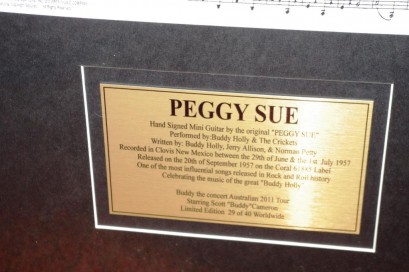 PEGGY SUE
Hand Signed Mini Guitar by the original "PEGGY SUE"
Performed by:Buddy Holly & The Crickets
Written by: Buddy Holly, Jerry Allison, & Norman Petty
Recorded in Clovis New Mexico between the 29th of June & the 1st July 1957
Released on the 20th of September 1957 on the Coral Label
One of the most influential songs released in Rock and Roll history
Celebrating the music of the great "Buddy Holly"
Buddy the concert Australian 2011 Tour
Starring Scott "Buddy"Cameron
Limited Edition 29 of 40 Worldwide